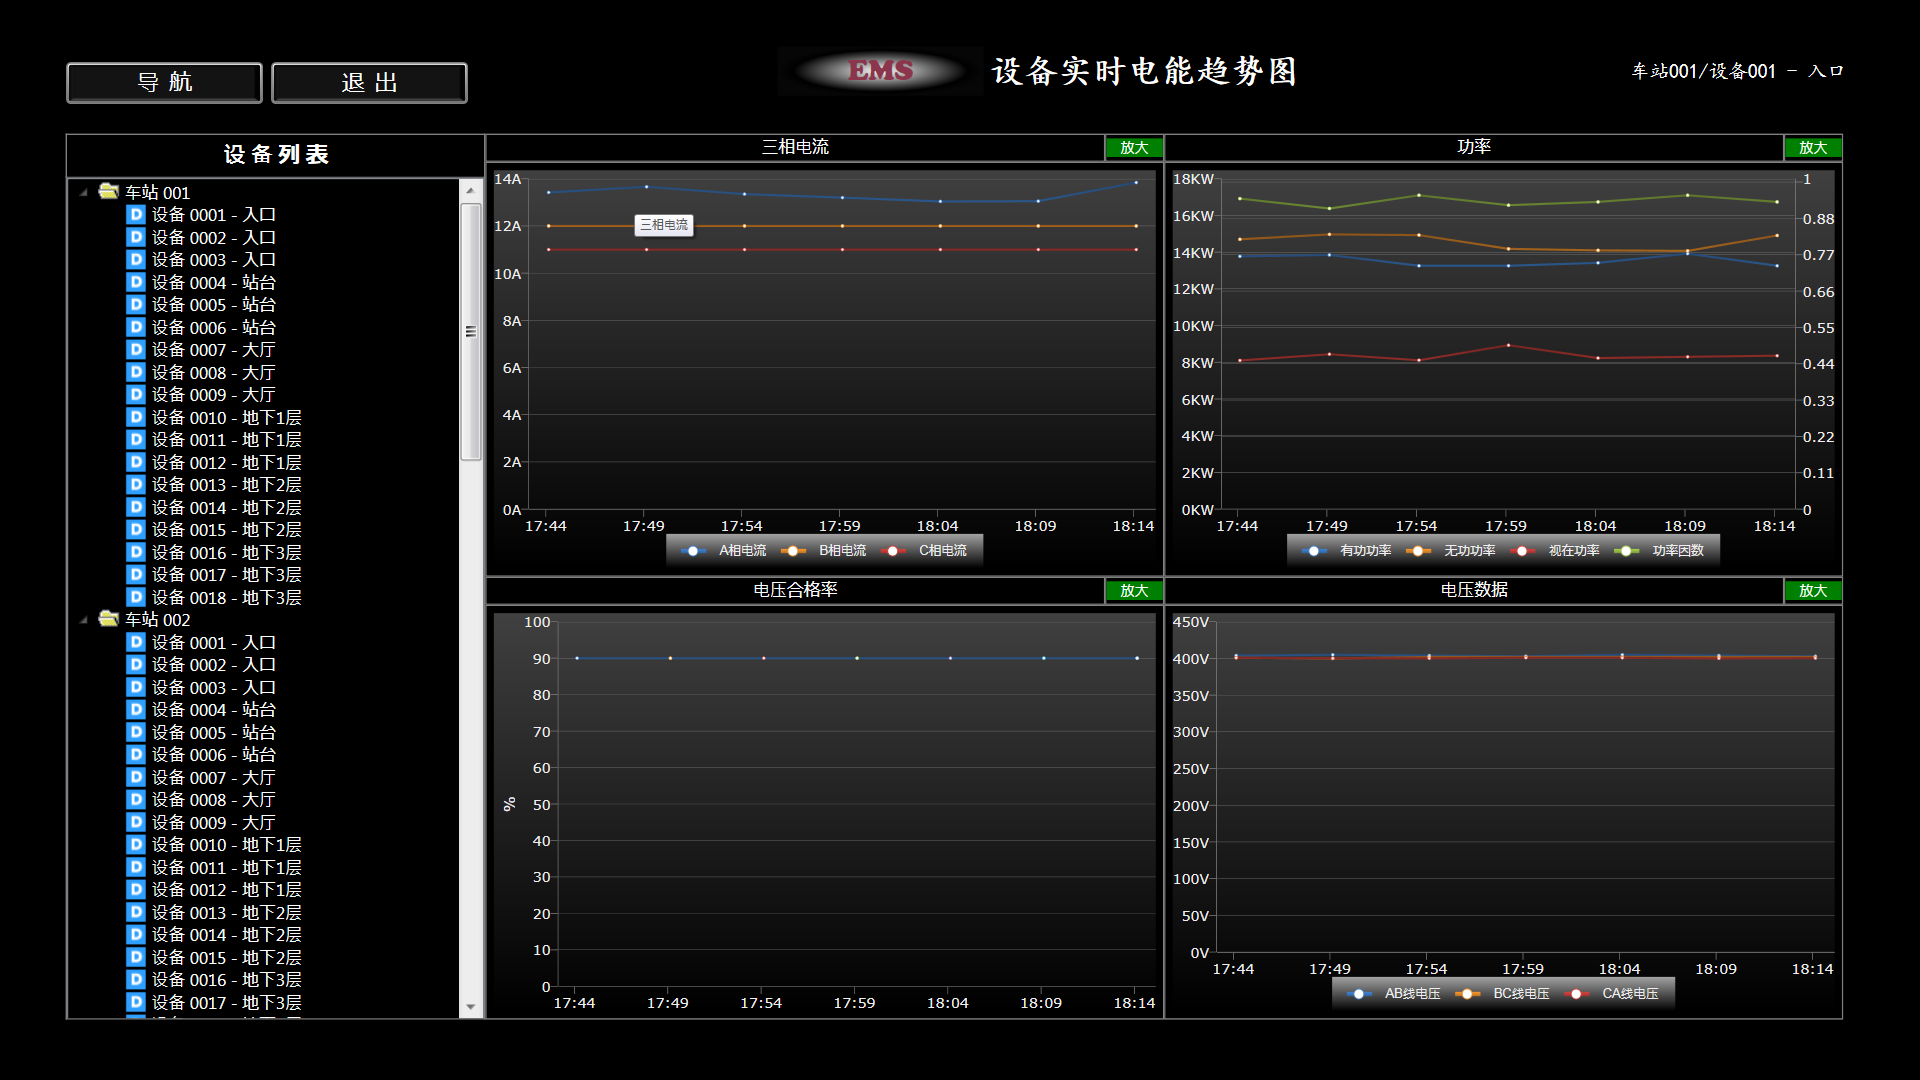 导 航
退 出
EMS
设备实时电能趋势图
车站001/设备001 - 入口
设备列表
车站 001
设备 0001 - 入口
设备 0002 - 入口
设备 0003 - 入口
设备 0004 - 站台
设备 0005 - 站台
设备 0006 - 站台
设备 0007 - 大厅
设备 0008 - 大厅
设备 0009 - 大厅
设备 0010 - 地下1层
设备 0011 - 地下1层
设备 0012 - 地下1层
设备 0013 - 地下2层
设备 0014 - 地下2层
设备 0015 - 地下2层
设备 0016 - 地下3层
设备 0017 - 地下3层
设备 0018 - 地下3层
车站 002
设备 0001 - 入口
设备 0002 - 入口
设备 0003 - 入口
设备 0004 - 站台
设备 0005 - 站台
设备 0006 - 站台
设备 0007 - 大厅
设备 0008 - 大厅
设备 0009 - 大厅
设备 0010 - 地下1层
设备 0011 - 地下1层
设备 0012 - 地下1层
设备 0013 - 地下2层
设备 0014 - 地下2层
设备 0015 - 地下2层
设备 0016 - 地下3层
设备 0017 - 地下3层
三相电流
放大
14A
12A
10A
8A
6A
4A
2A
0A
三相电流
17:44 17:49 17:54 17:59 18:04 18:09 18:14
A相电流 B相电流 C相电流
功率
放大
18KW
16KW
14KW
12KW
10KW
8KW
6KW
4KW
2KW
0KW
1
0.88
0.77
0.66
0.55
0.44
0.33
0.22
0.11
0
17:44 17:49 17:54 17:59 18:04 18:09 18:14
有功功率 无功功率 视在功率 功率因数
电压合格率
放大
100
90
80
70
60
50
40
30
20
10
0
%
17:44 17:49 17:54 17:59 18:04 18:09 18:14
电压数据
放大
450V
400V
350V
300V
250V
200V
150V
100V
50V
0V
17:44 17:49 17:54 17:59 18:04 18:09 18:14
AB线电压 BC线电压 CA线电压